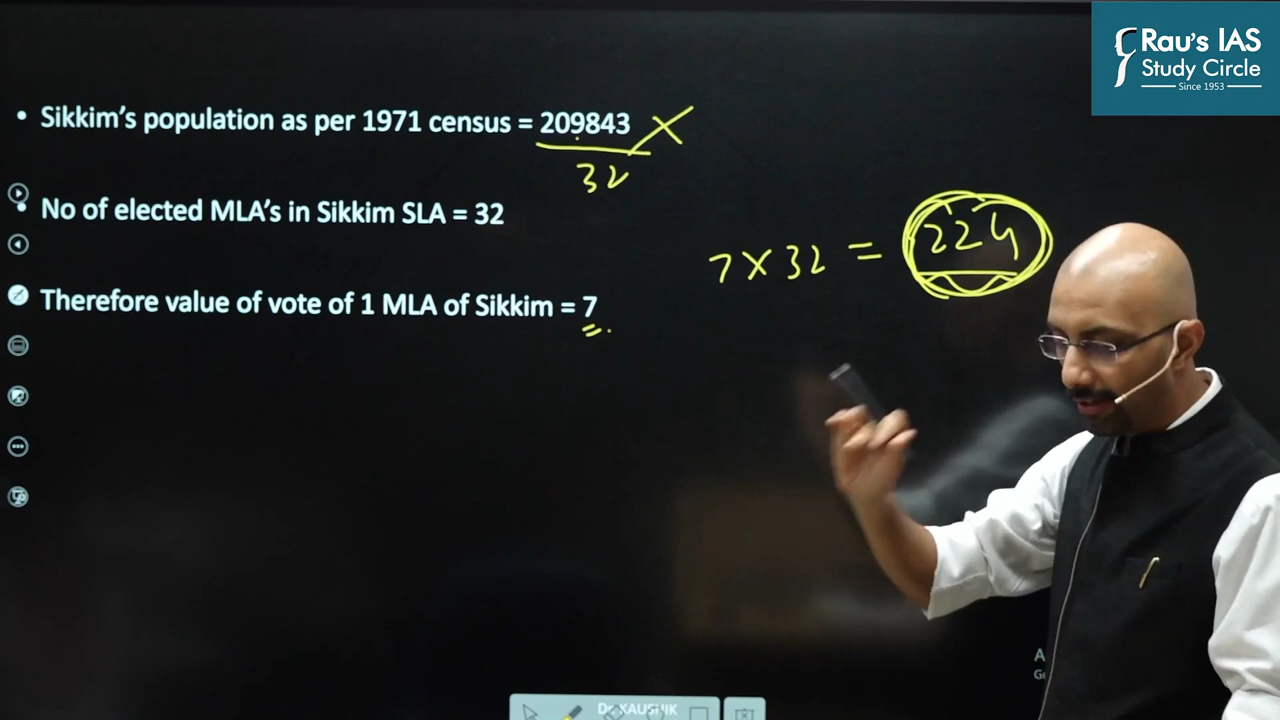 Rau's IAS
Study Circle
Since 1953
• Sikkim's population as per 1971 census = 209843 X
32
• No of elected MLA's in Sikkim SLA = 32
7 X 32 = 224
Therefore value of vote of 1 MLA of Sikkim = 7
=.
KAUSHIK